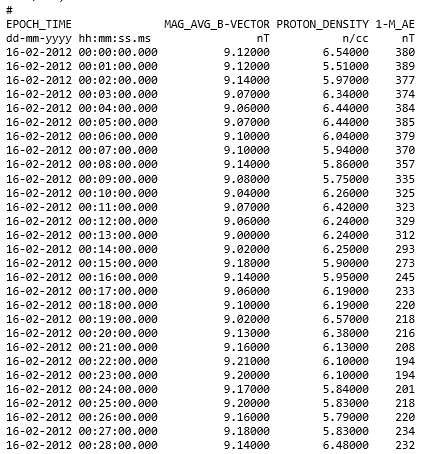 #
EPOCH_TIME MAG_AVG_B-VECTOR PROTON_DENSITY 1-M_AE
dd-mm-yyyy hh:mm:ss.ms nT n/cc nT
16-02-2012 00:00:00.000 9.12000 6.54000 380
16-02-2012 00:01:00.000 9.12000 5.51000 389
16-02-2012 00:02:00.000 9.14000 5.97000 377
16-02-2012 00:03:00.000 9.07000 6.34000 374
16-02-2012 00:04:00.000 9.06000 6.44000 384
16-02-2012 00:05:00.000 9.07000 6.44000 385
16-02-2012 00:06:00.000 9.10000 6.04000 379
16-02-2012 00:07:00.000 9.10000 5.94000 370
16-02-2012 00:08:00.000 9.14000 5.86000 357
16-02-2012 00:09:00.000 9.08000 5.75000 335
16-02-2012 00:10:00.000 9.04000 6.26000 325
16-02-2012 00:11:00.000 9.07000 6.42000 323
16-02-2012 00:12:00.000 9.06000 6.24000 329
16-02-2012 00:13:00.000 9.00000 6.24000 312
16-02-2012 00:14:00.000 9.02000 6.25000 293
16-02-2012 00:15:00.000 9.18000 5.90000 273
16-02-2012 00:16:00.000 9.14000 5.95000 245
16-02-2012 00:17:00.000 9.06000 6.19000 233
16-02-2012 00:18:00.000 9.10000 6.19000 220
16-02-2012 00:19:00.000 9.02000 6.57000 218
16-02-2012 00:20:00.000 9.13000 6.38000 216
16-02-2012 00:21:00.000 9.16000 6.13000 208
16-02-2012 00:22:00.000 9.21000 6.10000 194
16-02-2012 00:23:00.000 9.20000 6.10000 194
16-02-2012 00:24:00.000 9.17000 5.84000 201
16-02-2012 00:25:00.000 9.20000 5.83000 218
16-02-2012 00:26:00.000 9.16000 5.79000 220
16-02-2012 00:27:00.000 9.18000 5.83000 234
16-02-2012 00:28:00.000 9.14000 6.48000 232